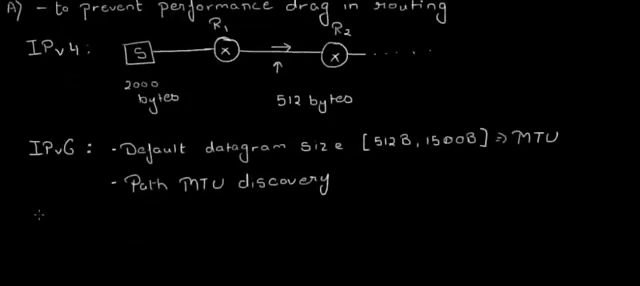 A) - to prevent performance drag in routing
R1 R2
IPv4: S x x .....
2000 bytes 512 bytes
IPv6: - Default datagram size [512B, 1500B] ⇒ MTU
- Path MTU discovery